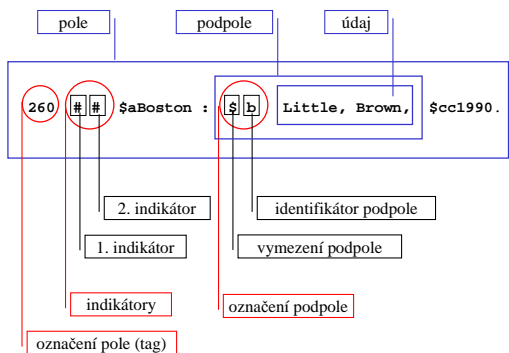 pole podpole údaj
260 # # $aBoston : $ b Little, Brown, $cc1990.
2. indikátor identifikátor podpole
1. indikátor vymezení podpole
indikátory označení podpole
označení pole (tag)